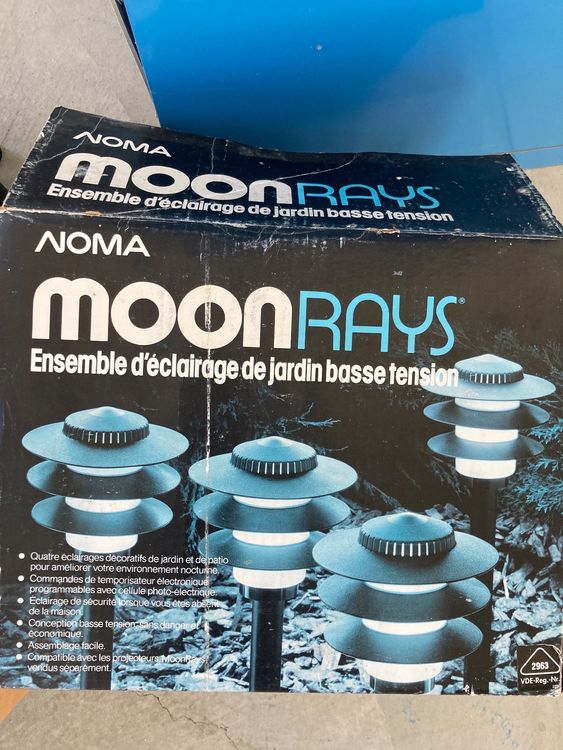 NOMA
moonRAYS®
Ensemble d'éclairage de jardin basse tension
NOMA
moonRAYS®
Ensemble d'éclairage de jardin basse tension
• Quatre éclairages décoratifs de jardin et de patio
pour améliorer votre environnement nocturne.
• Commandes de temporisateur électronique
programmables avec cellule photo-électrique.
• Éclairage de sécurité lorsque vous êtes absent
de la maison.
• Conception basse tension, sans danger et
économique.
• Assemblage facile.
• Compatible avec les projecteurs MoonRays
vendus séparément.
2963
VDE-Reg.-Nr.